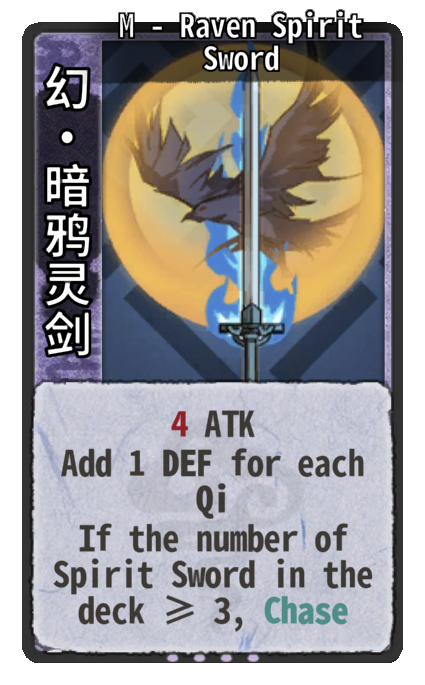 M - Raven Spirit
Sword
幻·暗鸦灵剑
4 ATK
Add 1 DEF for each
Qi
If the number of
Spirit Sword in the
deck ⩾ 3, Chase